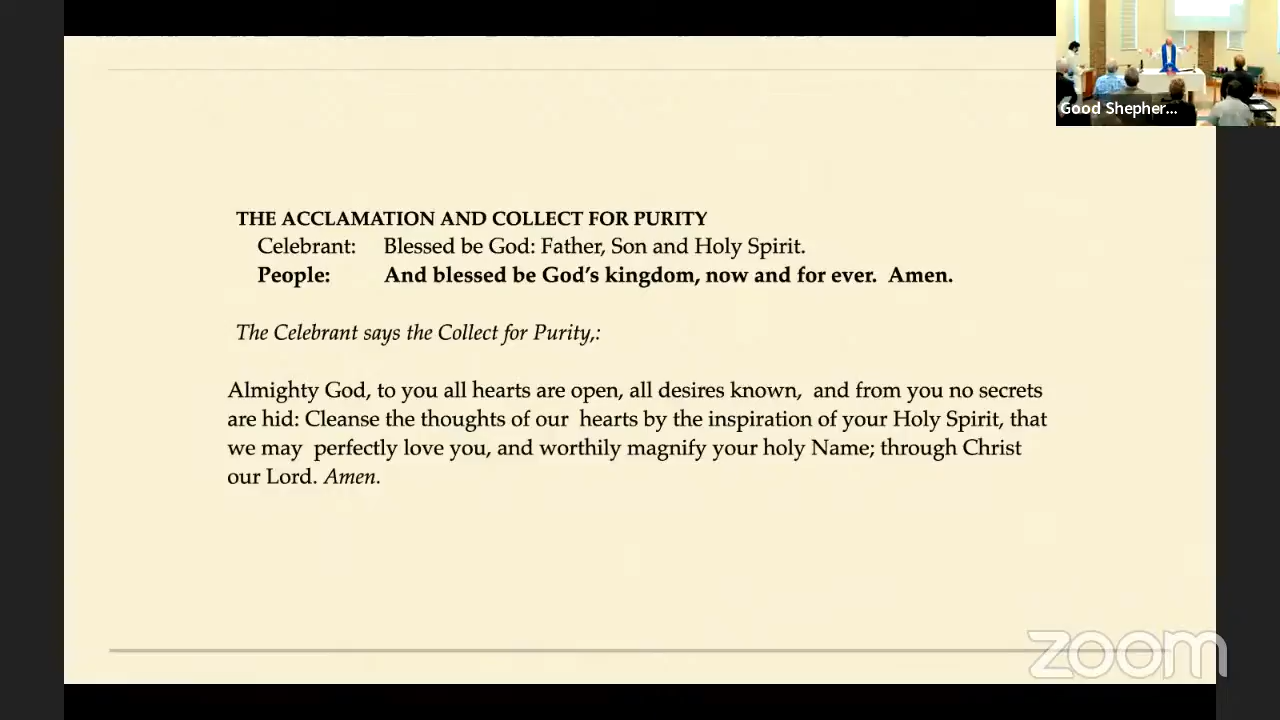 Good Shepher...
THE ACCLAMATION AND COLLECT FOR PURITY
Celebrant: Blessed be God: Father, Son and Holy Spirit.
People: And blessed be God's kingdom, now and for ever. Amen.
The Celebrant says the Collect for Purity,:
Almighty God, to you all hearts are open, all desires known, and from you no secrets
are hid: Cleanse the thoughts of our hearts by the inspiration of your Holy Spirit, that
we may perfectly love you, and worthily magnify your holy Name; through Christ
our Lord. Amen.
zoom